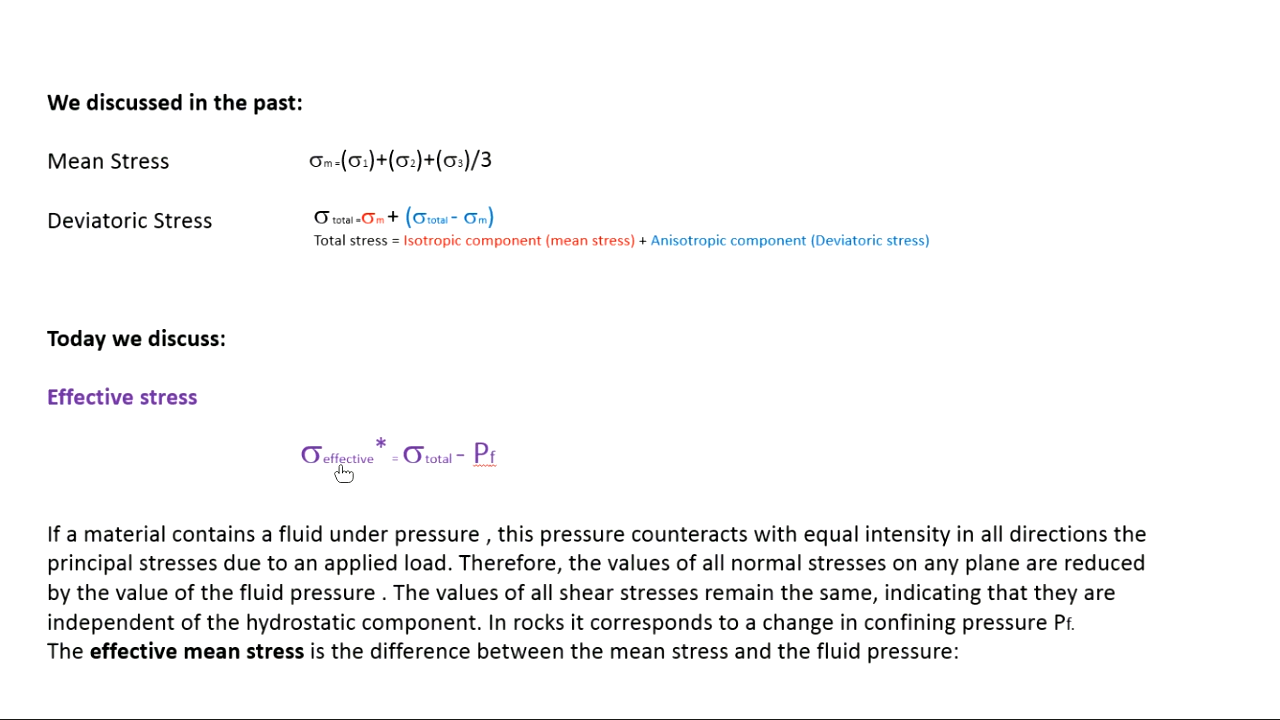 We discussed in the past:
Mean Stress σm =(σ1)+(σ2)+(σ3)/3
Deviatoric Stress σ total =σm + (σtotal - σm)
Total stress = Isotropic component (mean stress) + Anisotropic component (Deviatoric stress)
Today we discuss:
Effective stress
σeffective* = σtotal - Pf
If a material contains a fluid under pressure , this pressure counteracts with equal intensity in all directions the
principal stresses due to an applied load. Therefore, the values of all normal stresses on any plane are reduced
by the value of the fluid pressure . The values of all shear stresses remain the same, indicating that they are
independent of the hydrostatic component. In rocks it corresponds to a change in confining pressure Pf.
The effective mean stress is the difference between the mean stress and the fluid pressure: